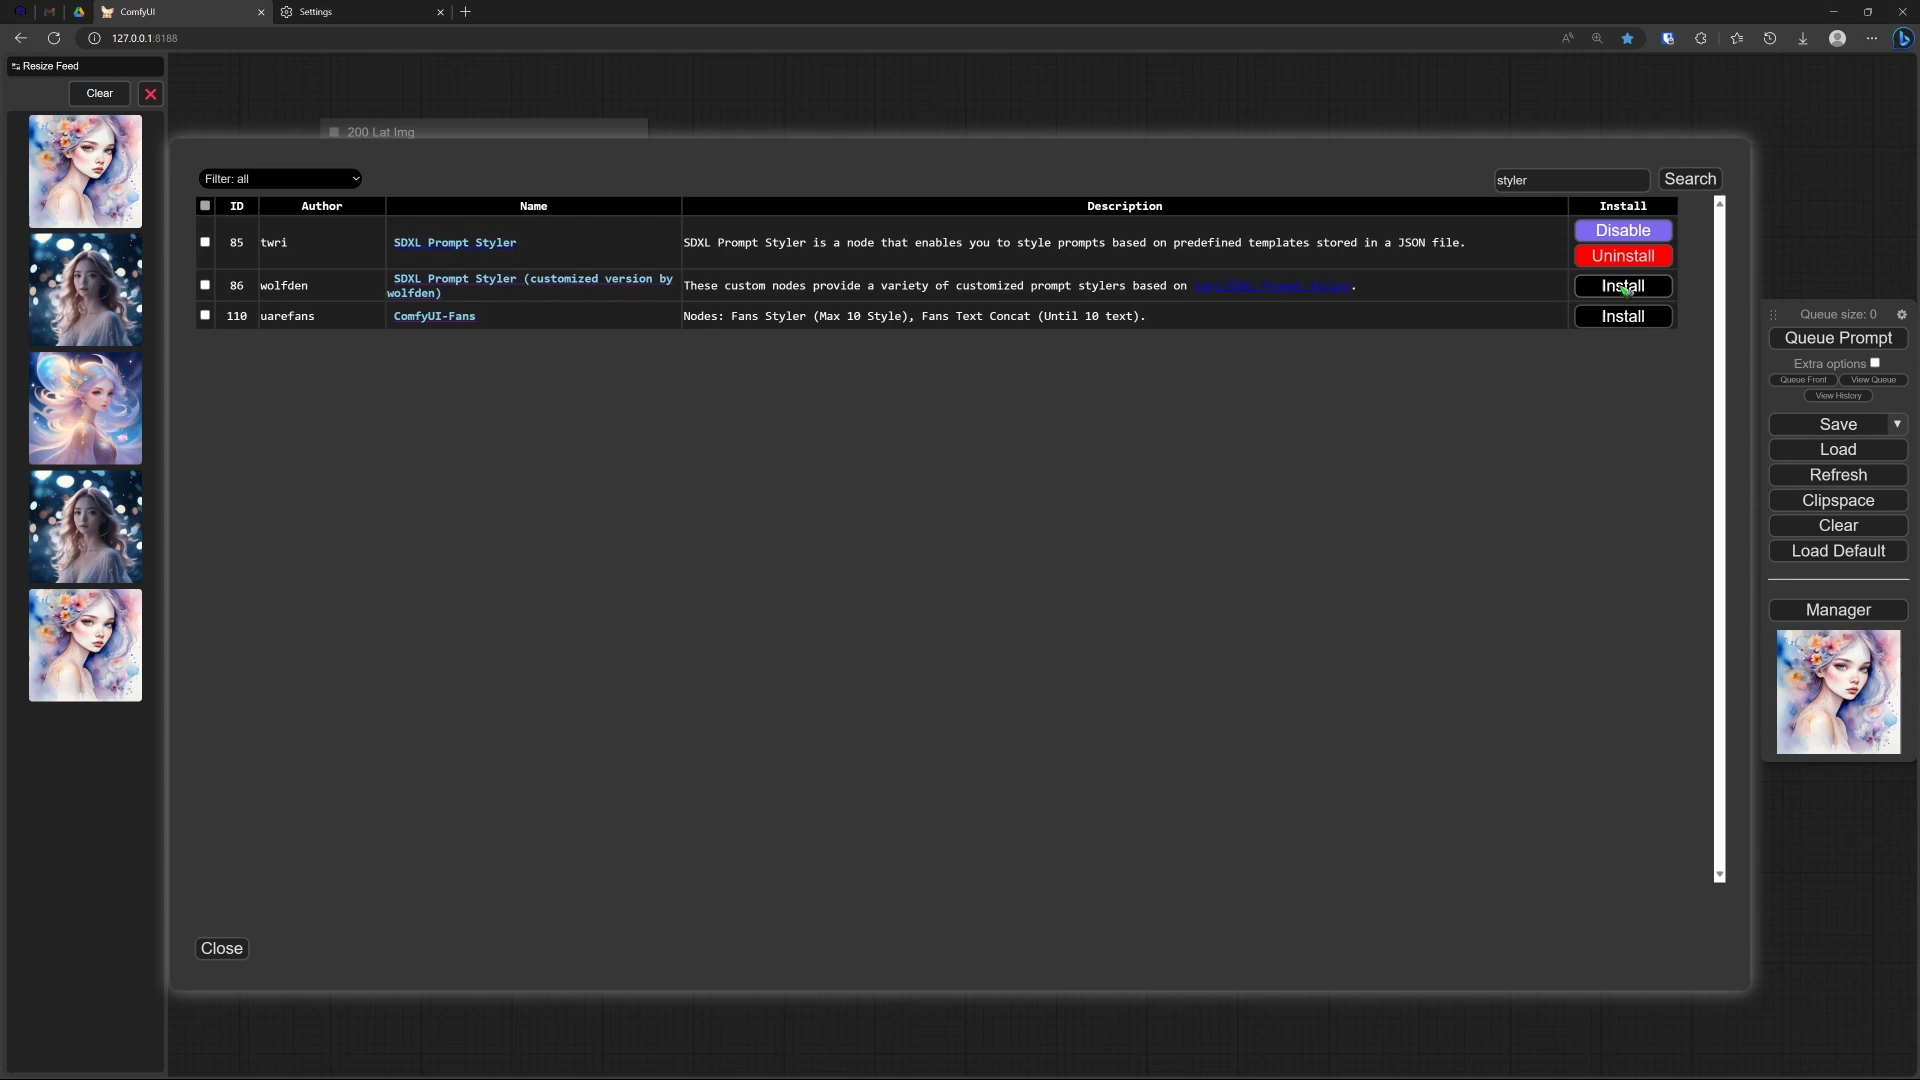 ComfyUI
Settings
127.0.0.1:8188
Resize Feed
Clear
200 Lat Img
Filter: all
styler
Search
ID Author Name Description Install
85 twri SDXL Prompt Styler SDXL Prompt Styler is a node that enables you to style prompts based on predefined templates stored in a JSON file.
Disable
Uninstall
86 wolfden SDXL Prompt Styler (customized version by
wolfden)
These custom nodes provide a variety of customized prompt stylers based on twri/SDXL Prompt Styler.
Install
110 uarefans ComfyUI-Fans Nodes: Fans Styler (Max 10 Style), Fans Text Concat (Until 10 text).
Install
Close
Queue size: 0
Queue Prompt
Extra options
Queue Front View Queue
View History
Save
Load
Refresh
Clipspace
Clear
Load Default
Manager